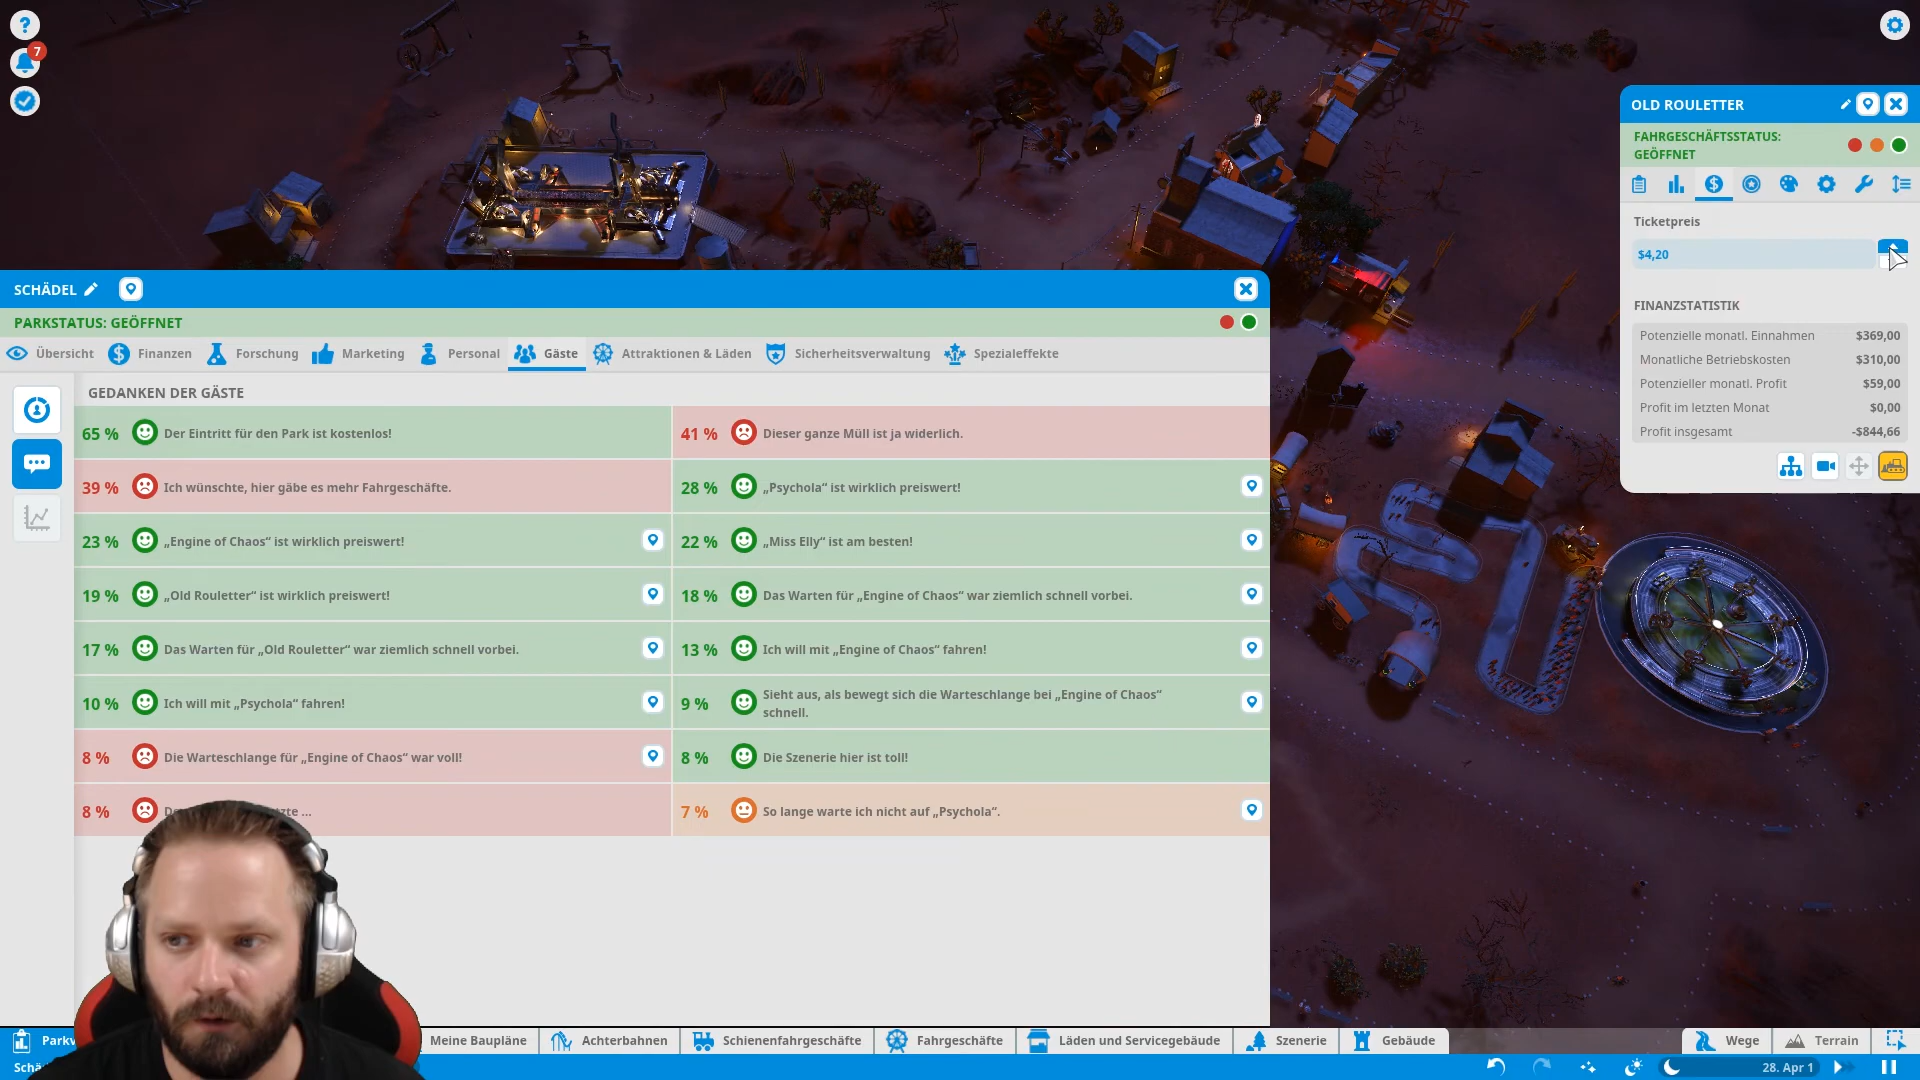 7
SCHÄDEL
PARKSTATUS: GEÖFFNET
Übersicht
Finanzen
Forschung
Marketing
Personal
Gäste
Attraktionen & Läden
Sicherheitsverwaltung
Spezialeffekte
GEDANKEN DER GÄSTE
65 % Der Eintritt für den Park ist kostenlos!
41 % Dieser ganze Müll ist ja widerlich.
39 % Ich wünschte, hier gäbe es mehr Fahrgeschäfte.
28 % „Psychola“ ist wirklich preiswert!
23 % „Engine of Chaos“ ist wirklich preiswert!
22 % „Miss Elly“ ist am besten!
19 % „Old Rouletter“ ist wirklich preiswert!
18 % Das Warten für „Engine of Chaos“ war ziemlich schnell vorbei.
17 % Das Warten für „Old Rouletter“ war ziemlich schnell vorbei.
13 % Ich will mit „Engine of Chaos“ fahren!
10 % Ich will mit „Psychola“ fahren!
9 % Sieht aus, als bewegt sich die Warteschlange bei „Engine of Chaos“
schnell.
8 % Die Warteschlange für „Engine of Chaos“ war voll!
8 % Die Szenerie hier ist toll!
8 %
7 % So lange warte ich nicht auf „Psychola“.
OLD ROULETTER
FAHRGESCHÄFTSSTATUS:
GEÖFFNET
Ticketpreis
$4,20
FINANZSTATISTIK
Potenzielle monatl. Einnahmen $369,00
Monatliche Betriebskosten $310,00
Potenzieller monatl. Profit $59,00
Profit im letzten Monat $0,00
Profit insgesamt -$844,66
Meine Baupläne
Achterbahnen
Schienenfahrgeschäfte
Fahrgeschäfte
Läden und Servicegebäude
Szenerie
Gebäude
Wege
Terrain
28. Apr 1